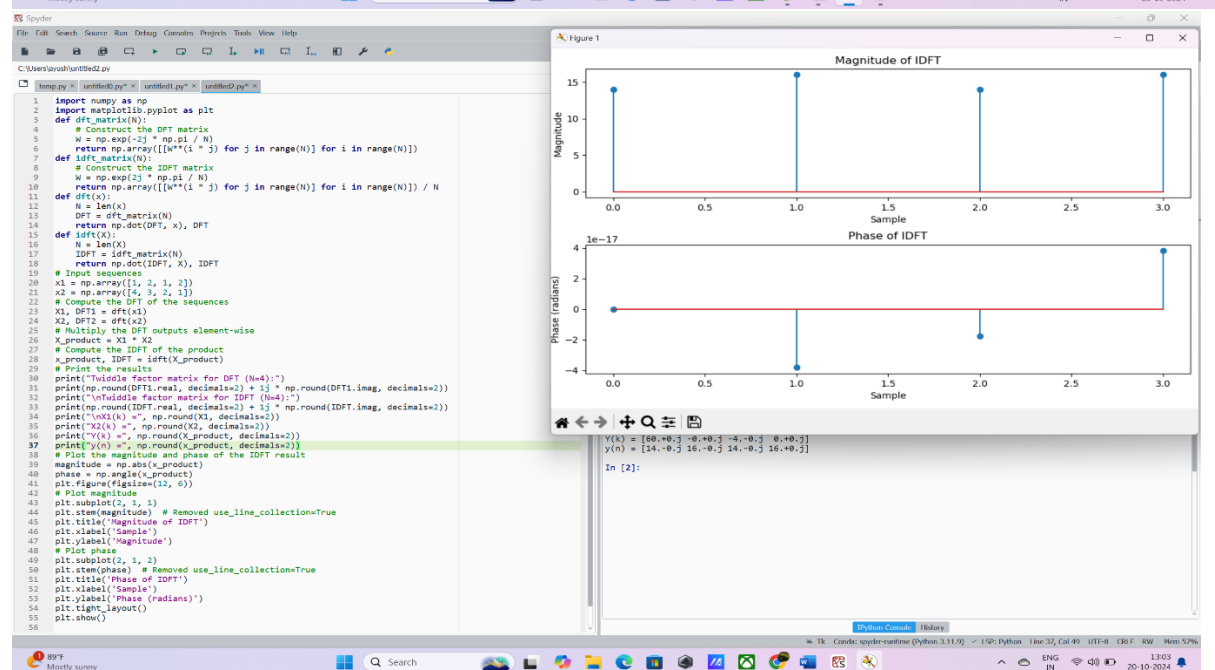 Mostly sunny
Spyder
File Edit Search Source Run Debug Consoles Projects Tools View Help
C:\Users\ayush\untitled2.py
temp.py × untitled0.py* × untitled1.py* × untitled2.py* ×
1 import numpy as np
2 import matplotlib.pyplot as plt
3 def dft_matrix(N):
4 # Construct the DFT matrix
5 W = np.exp(-2j * np.pi / N)
6 return np.array([[W**(i * j) for j in range(N)] for i in range(N)])
7 def idft_matrix(N):
8 # Construct the IDFT matrix
9 W = np.exp(2j * np.pi / N)
10 return np.array([[W**(i * j) for j in range(N)] for i in range(N)]) / N
11 def dft(x):
12 N = len(x)
13 DFT = dft_matrix(N)
14 return np.dot(DFT, x), DFT
15 def idft(X):
16 N = len(X)
17 IDFT = idft_matrix(N)
18 return np.dot(IDFT, X), IDFT
19 # Input sequences
20 x1 = np.array([1, 2, 1, 2])
21 x2 = np.array([4, 3, 2, 1])
22 # Compute the DFT of the sequences
23 X1, DFT1 = dft(x1)
24 X2, DFT2 = dft(x2)
25 # Multiply the DFT outputs element-wise
26 X_product = X1 * X2
27 # Compute the IDFT of the product
28 x_product, IDFT = idft(X_product)
29 # Print the results
30 print("Twiddle factor matrix for DFT (N=4):")
31 print(np.round(DFT1.real, decimals=2) + 1j * np.round(DFT1.imag, decimals=2))
32 print("\nTwiddle factor matrix for IDFT (N=4):")
33 print(np.round(IDFT.real, decimals=2) + 1j * np.round(IDFT.imag, decimals=2))
34 print("\nX1(k) =", np.round(X1, decimals=2))
35 print("X2(k) =", np.round(X2, decimals=2))
36 print("Y(k) =", np.round(X_product, decimals=2))
37 print("y(n) =", np.round(x_product, decimals=2))
38 # Plot the magnitude and phase of the IDFT result
39 magnitude = np.abs(x_product)
40 phase = np.angle(x_product)
41 plt.figure(figsize=(12, 6))
42 # Plot magnitude
43 plt.subplot(2, 1, 1)
44 plt.stem(magnitude) # Removed use_line_collection=True
45 plt.title('Magnitude of IDFT')
46 plt.xlabel('Sample')
47 plt.ylabel('Magnitude')
48 # Plot phase
49 plt.subplot(2, 1, 2)
50 plt.stem(phase) # Removed use_line_collection=True
51 plt.title('Phase of IDFT')
52 plt.xlabel('Sample')
53 plt.ylabel('Phase (radians)')
54 plt.tight_layout()
55 plt.show()
56
Figure 1
Magnitude of IDFT
15
10
5
0
Magnitude
0.0 0.5 1.0 1.5 2.0 2.5 3.0
Sample
Phase of IDFT
1e−17
4
2
0
−2
−4
Phase (radians)
0.0 0.5 1.0 1.5 2.0 2.5 3.0
Sample
Y(k) = [60.+0.j -0.+0.j -4.-0.j 0.+0.j]
y(n) = [14.-0.j 16.-0.j 14.-0.j 16.+0.j]
In [2]:
IPython Console History
Tk Conda: spyder-runtime (Python 3.11.9) ✓ LSP: Python Line 37, Col 49 UTF-8 CRLF RW Mem 57%
89°F
Mostly sunny
Search
ENG
IN
13:03
20-10-2024